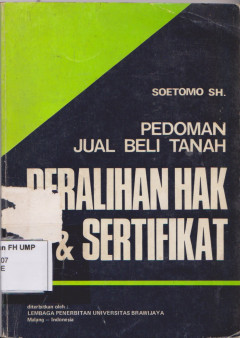 SOETOMO SH.
PEDOMAN
JUAL BELI TANAH
PERALIHAN HAK
& SERTIFIKAT
n FH UMP
07
E
diterbitkan oleh :
LEMBAGA PENERBITAN UNIVERSITAS BRAWIJAYA
Malang — Indonesia